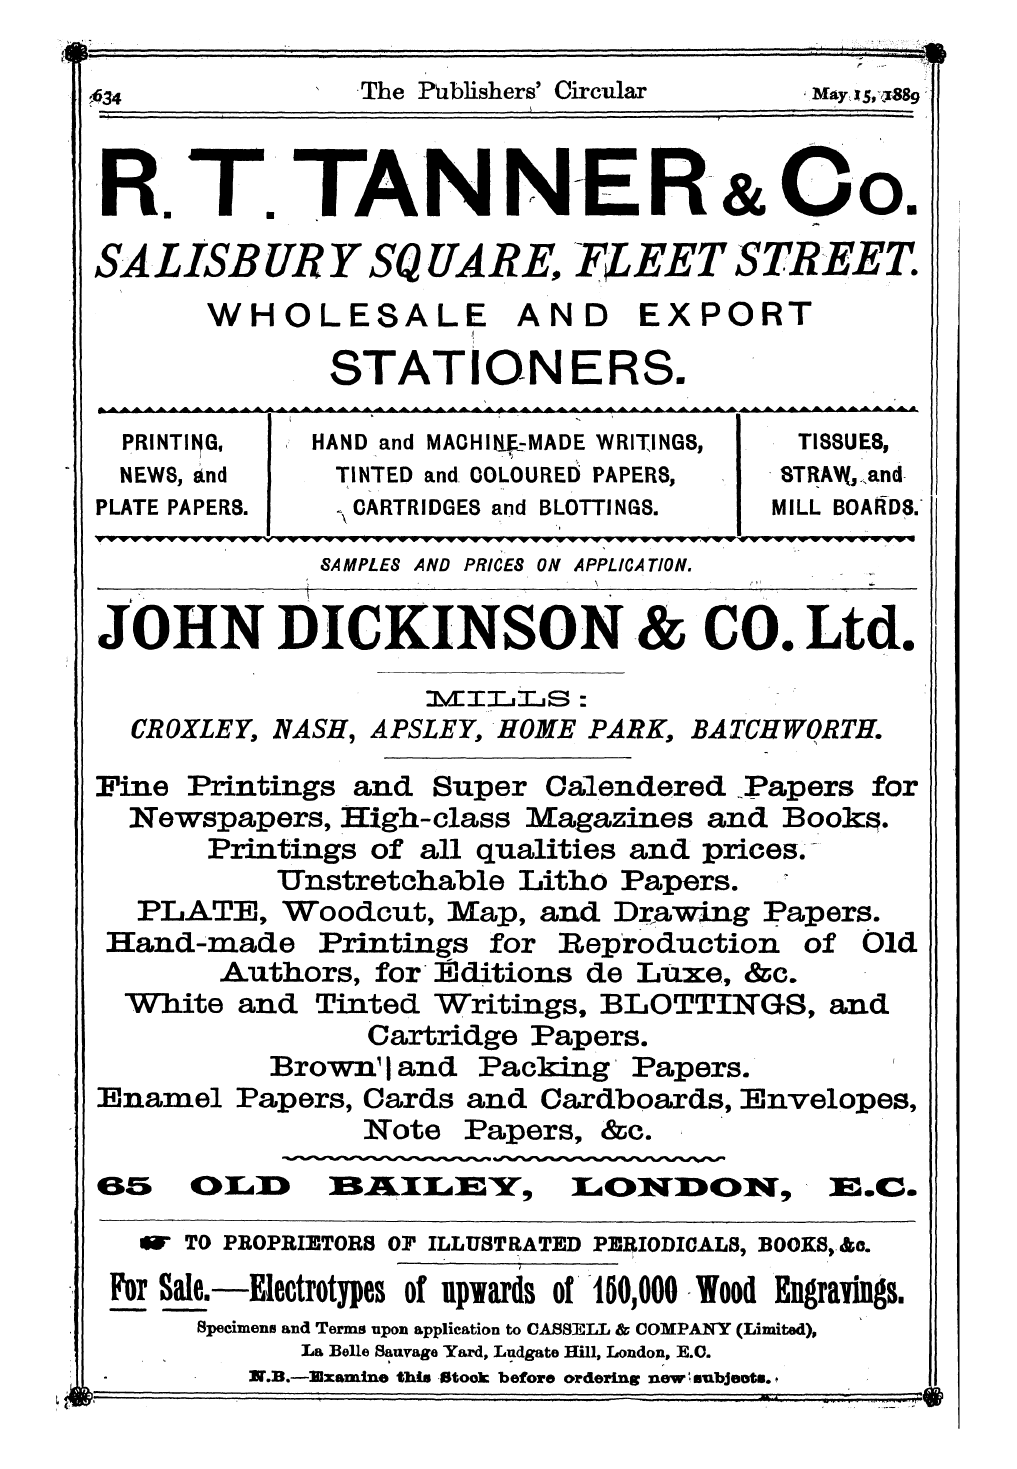 634 The Publishers' Circular May 15, 1889
R. T. TANNER & Co.
SALISBURY SQUARE, FLEET STREET.
WHOLESALE AND EXPORT
STATIONERS.
PRINTING,
NEWS, and
PLATE PAPERS.
HAND and MACHINE-MADE WRITINGS,
TINTED and COLOURED PAPERS,
CARTRIDGES and BLOTTINGS.
TISSUES,
STRAW, and
MILL BOARDS.
SAMPLES AND PRICES ON APPLICATION.
JOHN DICKINSON & CO. Ltd.
MILLS:
CROXLEY, NASH, APSLEY, HOME PARK, BATCHWORTH.
Fine Printings and Super Calendered Papers for
Newspapers, High-class Magazines and Books.
Printings of all qualities and prices.
Unstretchable Litho Papers.
PLATE, Woodcut, Map, and Drawing Papers.
Hand-made Printings for Reproduction of Old
Authors, for Editions de Luxe, &c.
White and Tinted Writings, BLOTTINGS, and
Cartridge Papers.
Brown and Packing Papers.
Enamel Papers, Cards and Cardboards, Envelopes,
Note Papers, &c.
65 OLD BAILEY, LONDON, E.C.
☛ TO PROPRIETORS OF ILLUSTRATED PERIODICALS, BOOKS, &c.
For Sale.—Electrotypes of upwards of 150,000 Wood Engravings.
Specimens and Terms upon application to CASSELL & COMPANY (Limited),
La Belle Sauvage Yard, Ludgate Hill, London, E.C.
N.B.—Examine this Stock before ordering new subjects.